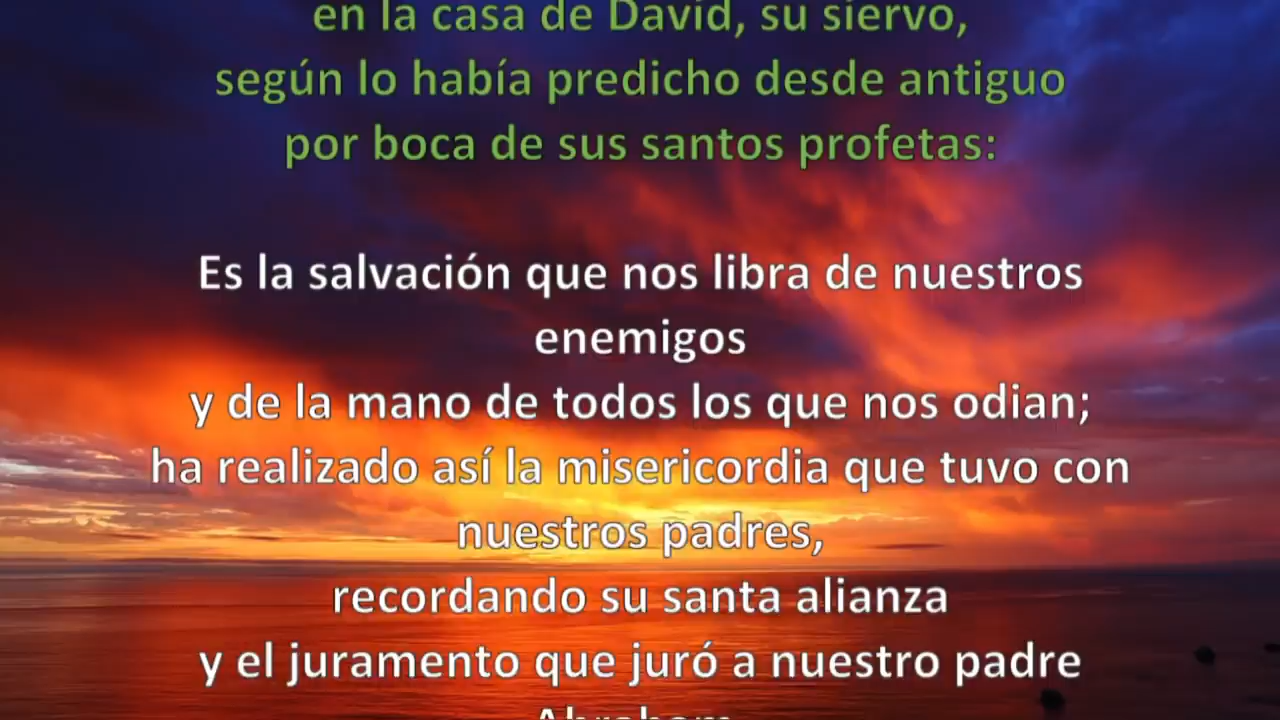 en la casa de David, su siervo,
según lo había predicho desde antiguo
por boca de sus santos profetas:
Es la salvación que nos libra de nuestros
enemigos
y de la mano de todos los que nos odian;
ha realizado así la misericordia que tuvo con
nuestros padres,
recordando su santa alianza
y el juramento que juró a nuestro padre